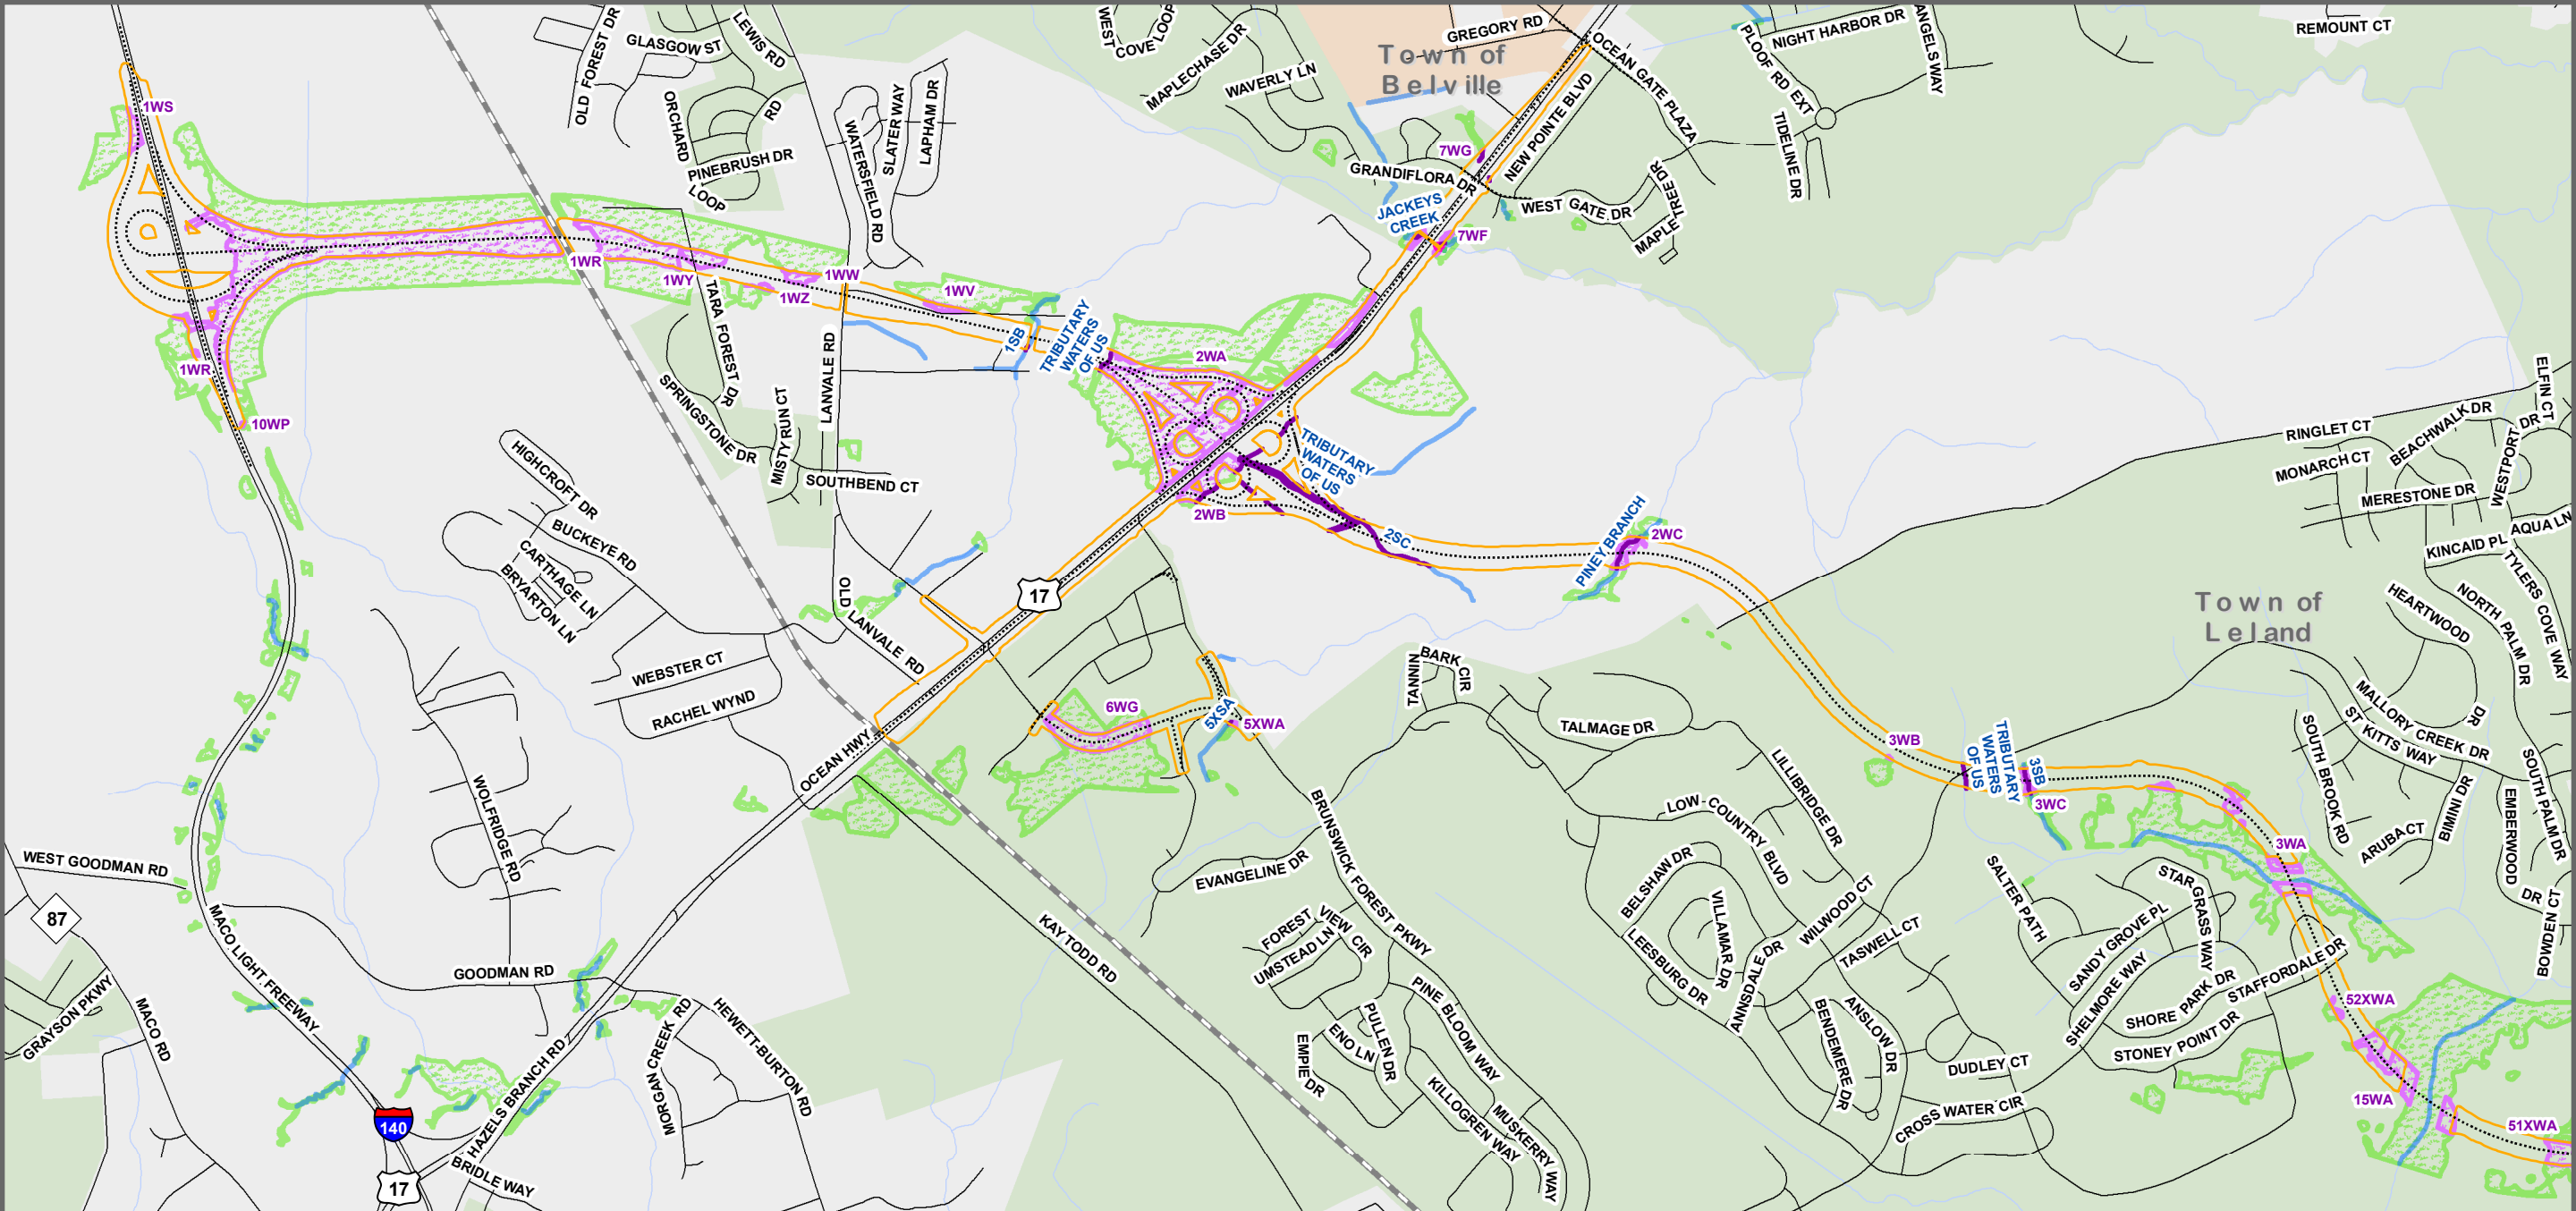 OLD FOREST DR
GLASGOW ST
LEWIS RD
WEST
COVE LOOP
MAPLECHASE DR
WAVERLY LN
GREGORY RD
Town of
Belville
OCEAN GATE PLAZA
PLOOF RD EXT
NIGHT HARBOR DR
ANGELS WAY
REMOUNT CT
1WS
ORCHARD
LOOP
RD
PINEBRUSH DR
WATERSFIELD RD
SLATER WAY
LAPHAM DR
7WG
NEW POINTE BLVD
GRANDIFLORA DR
TIDELINE DR
WEST GATE DR
MAPLE TREE DR
JACKEYS
CREEK
7WF
1WR
1WY
1WZ
1WW
1WV
TARA FOREST DR
1SB
TRIBUTARY
WATERS
OF US
2WA
1WR
10WP
SPRINGSTONE DR
MISTY RUN CT
LANVALE RD
SOUTHBEND CT
HIGHCROFT DR
BUCKEYE RD
CARTHAGE LN
BRYARTON LN
TRIBUTARY
WATERS
OF US
2WB
2SC
PINEY BRANCH
2WC
RINGLET CT
MONARCH CT
BEACHWALK DR
WESTPORT DR
ELFIN CT
MERESTONE DR
AQUA LN
KINCAID PL
TYLERS COVE WAY
HEARTWOOD
DR
NORTH PALM DR
Town of
Leland
17
OLD LANVALE RD
WEBSTER CT
RACHEL WYND
6WG
5XSA
5XWA
TANNIN
BARK CIR
TALMAGE DR
LILLIBRIDGE DR
3WB
TRIBUTARY
WATERS
OF US
3SB
3WC
MALLORY CREEK DR
ST KITTS WAY
SOUTH BROOK RD
SOUTH PALM DR
BIMINI DR
ARUBA CT
EMBERWOOD
DR
BOWDEN CT
3WA
OCEAN HWY
WOLFRIDGE RD
WEST GOODMAN RD
87
MACO LIGHT FREEWAY
EVANGELINE DR
BRUNSWICK FOREST PKWY
LOW COUNTRY BLVD
BELSHAW DR
VILLAMAR DR
LEESBURG DR
ANNSDALE DR
WILWOOD CT
TASWELL CT
SALTER PATH
STAR GRASS WAY
SANDY GROVE PL
SHELMORE WAY
SHORE PARK DR
STAFFORDALE DR
STONEY POINT DR
52XWA
GOODMAN RD
KAY TODD RD
FOREST VIEW CIR
UMSTEAD LN
PINE BLOOM WAY
PULLEN DR
ENO LN
EMPIE DR
GRAYSON PKWY
MACO RD
MORGAN CREEK RD
HEWETT-BURTON RD
BENDEMERE DR
ANSLOW DR
DUDLEY CT
CROSS WATER CIR
15WA
51XWA
KILLOGREN WAY
MUSKERRY WAY
140
HAZELS BRANCH RD
BRIDLE WAY
17